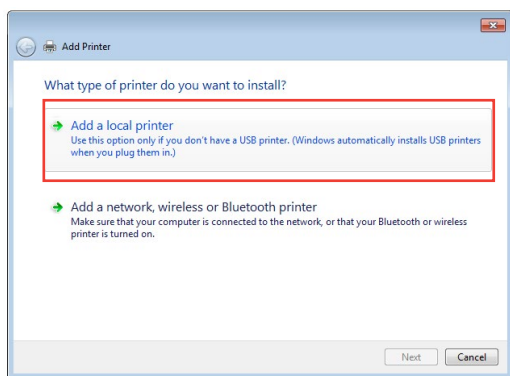 Add Printer
What type of printer do you want to install?
Add a local printer
Use this option only if you don't have a USB printer. (Windows automatically installs USB printers
when you plug them in.)
Add a network, wireless or Bluetooth printer
Make sure that your computer is connected to the network, or that your Bluetooth or wireless
printer is turned on.
Next Cancel